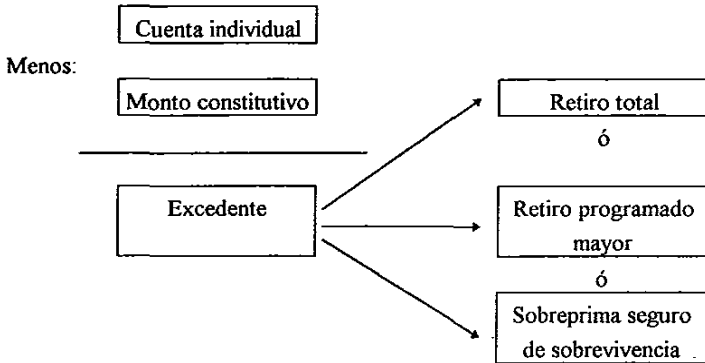 Cuenta individual
Menos:
Monto constitutivo
Retiro total
ó
Excedente
Retiro programado
mayor
ó
Sobreprima seguro
de sobrevivencia